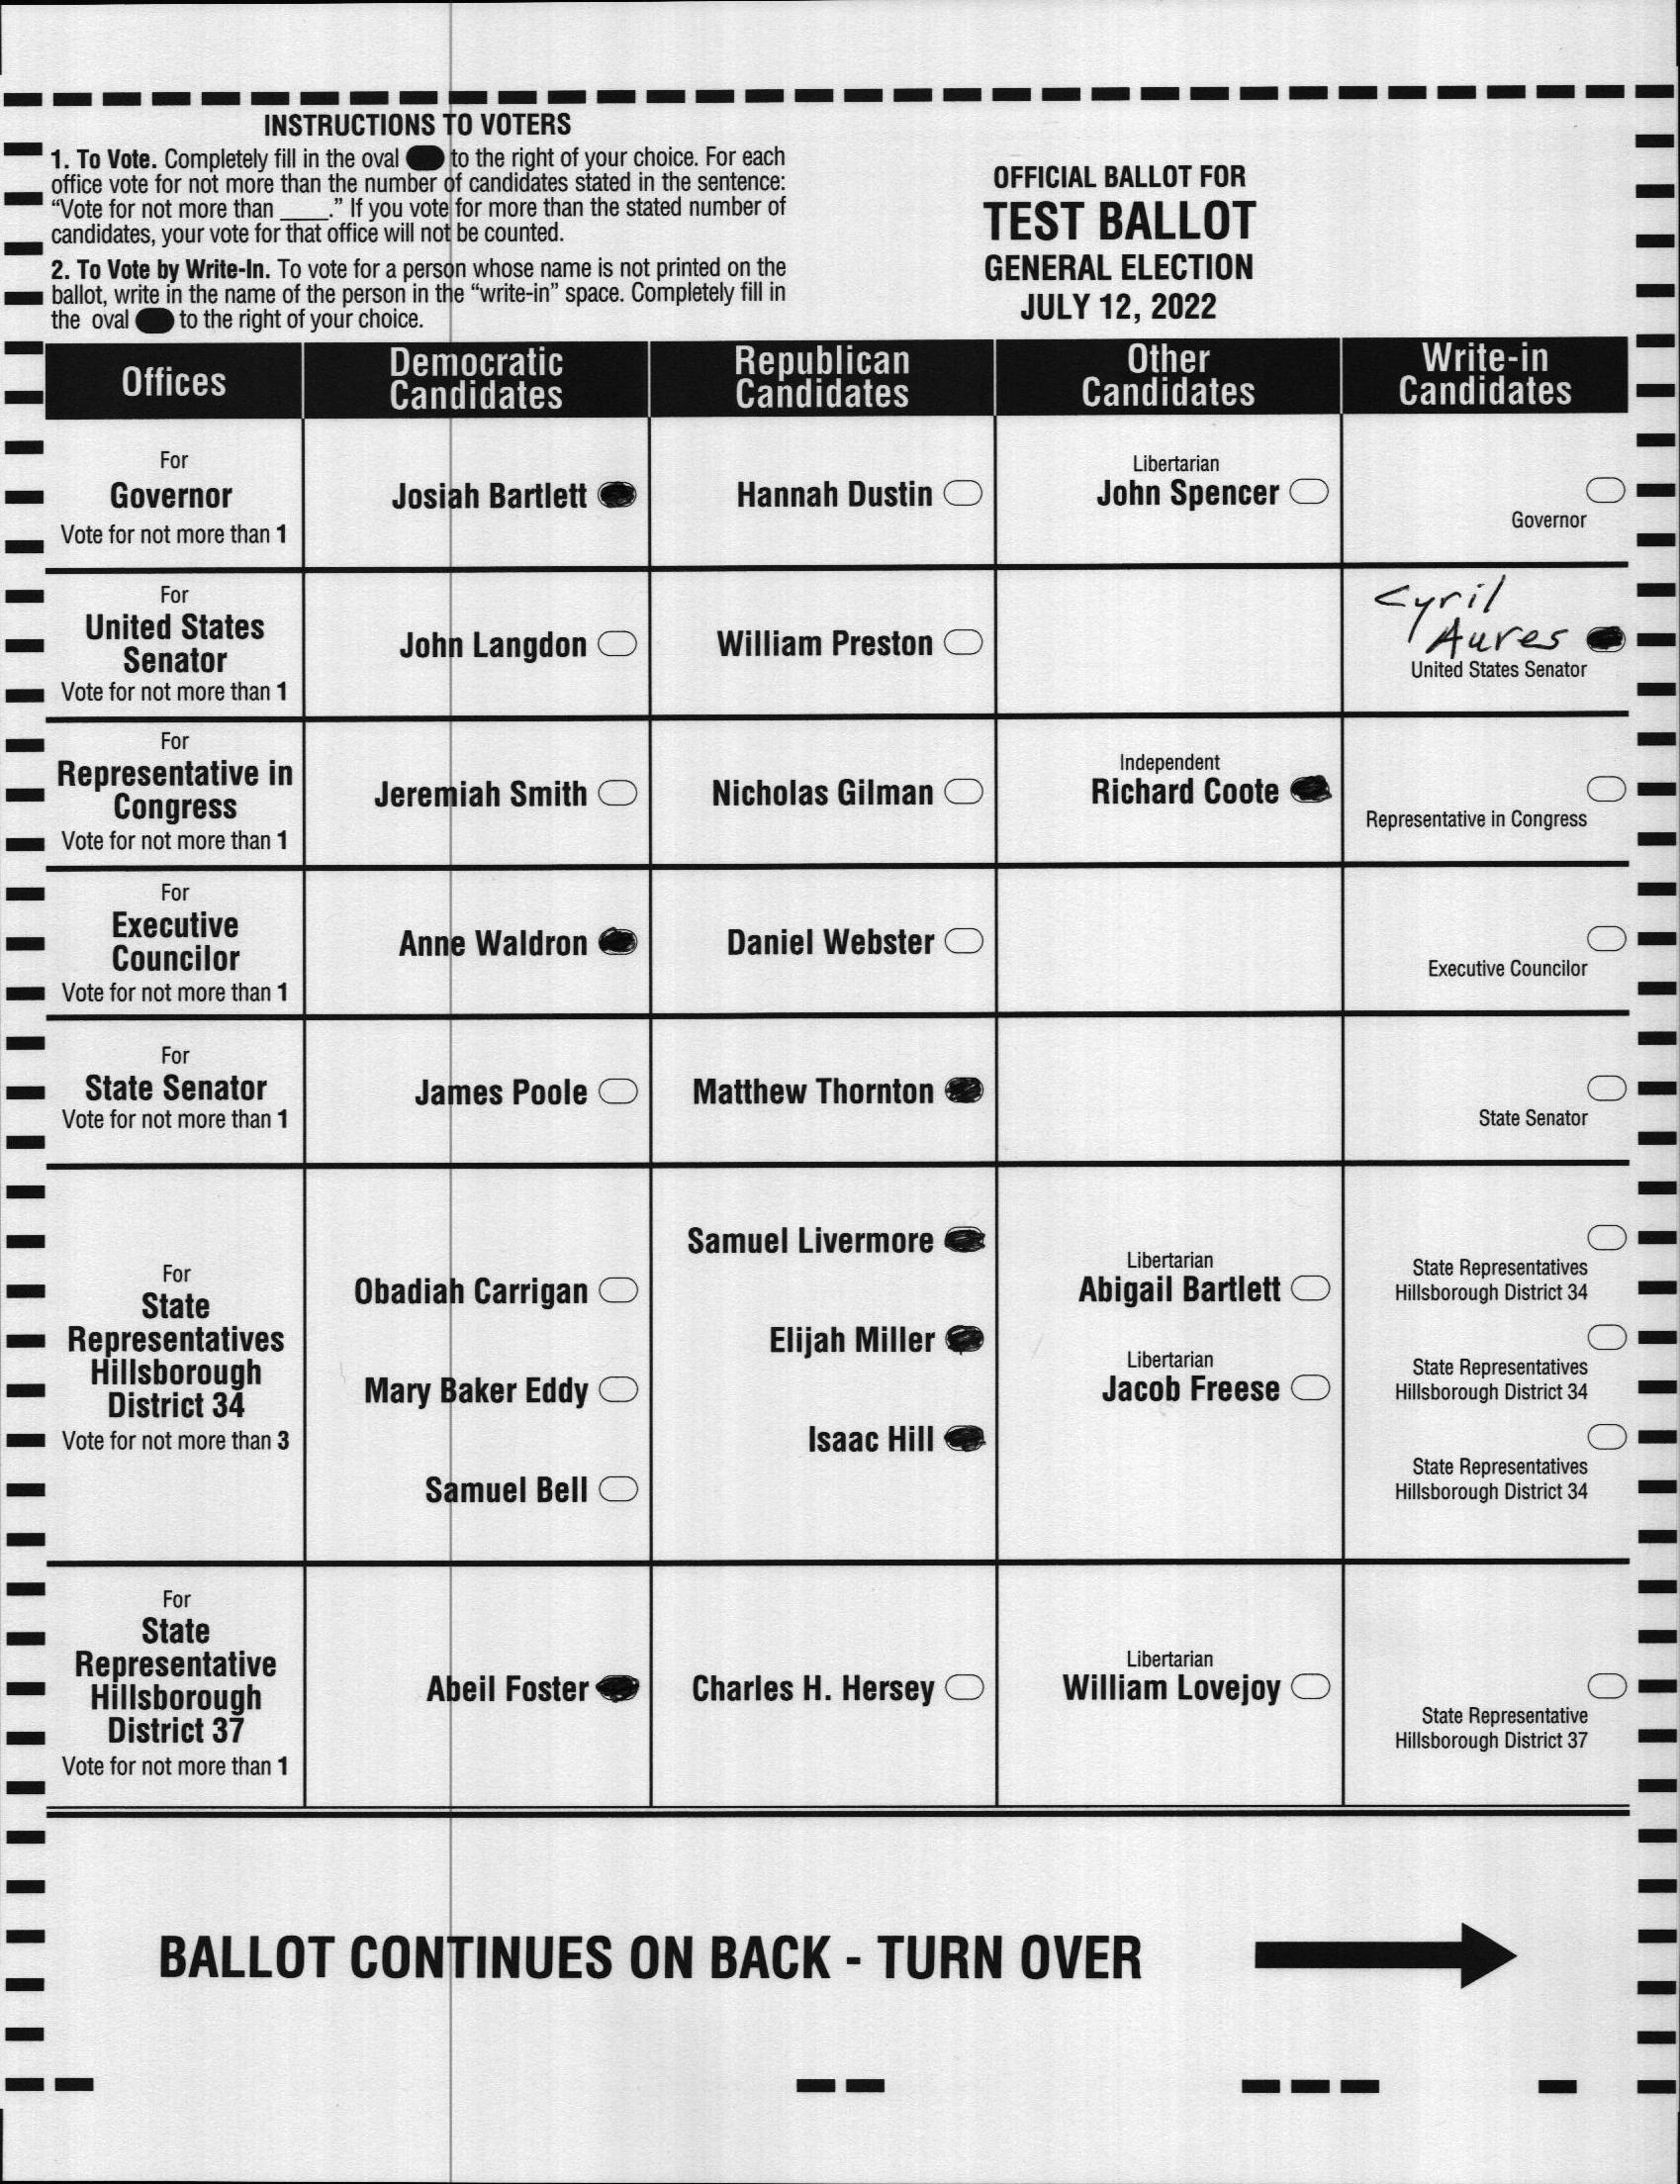 INSTRUCTIONS TO VOTERS
1. To Vote. Completely fill in the oval to the right of your choice. For each
office vote for not more than the number of candidates stated in the sentence:
“Vote for not more than ____.” If you vote for more than the stated number of
candidates, your vote for that office will not be counted.
2. To Vote by Write-In. To vote for a person whose name is not printed on the
ballot, write in the name of the person in the “write-in” space. Completely fill in
the oval to the right of your choice.
OFFICIAL BALLOT FOR
TEST BALLOT
GENERAL ELECTION
JULY 12, 2022
Offices
Democratic
Candidates
Republican
Candidates
Other
Candidates
Write-in
Candidates
For
Governor
Vote for not more than 1
Josiah Bartlett
Hannah Dustin
Libertarian
John Spencer
Governor
For
United States
Senator
Vote for not more than 1
John Langdon
William Preston
Cyril
Aures
United States Senator
For
Representative in
Congress
Vote for not more than 1
Jeremiah Smith
Nicholas Gilman
Independent
Richard Coote
Representative in Congress
For
Executive
Councilor
Vote for not more than 1
Anne Waldron
Daniel Webster
Executive Councilor
For
State Senator
Vote for not more than 1
James Poole
Matthew Thornton
State Senator
For
State
Representatives
Hillsborough
District 34
Vote for not more than 3
Obadiah Carrigan
Mary Baker Eddy
Samuel Bell
Samuel Livermore
Elijah Miller
Isaac Hill
Libertarian
Abigail Bartlett
Libertarian
Jacob Freese
State Representatives
Hillsborough District 34
State Representatives
Hillsborough District 34
State Representatives
Hillsborough District 34
For
State
Representative
Hillsborough
District 37
Vote for not more than 1
Abeil Foster
Charles H. Hersey
Libertarian
William Lovejoy
State Representative
Hillsborough District 37
BALLOT CONTINUES ON BACK - TURN OVER